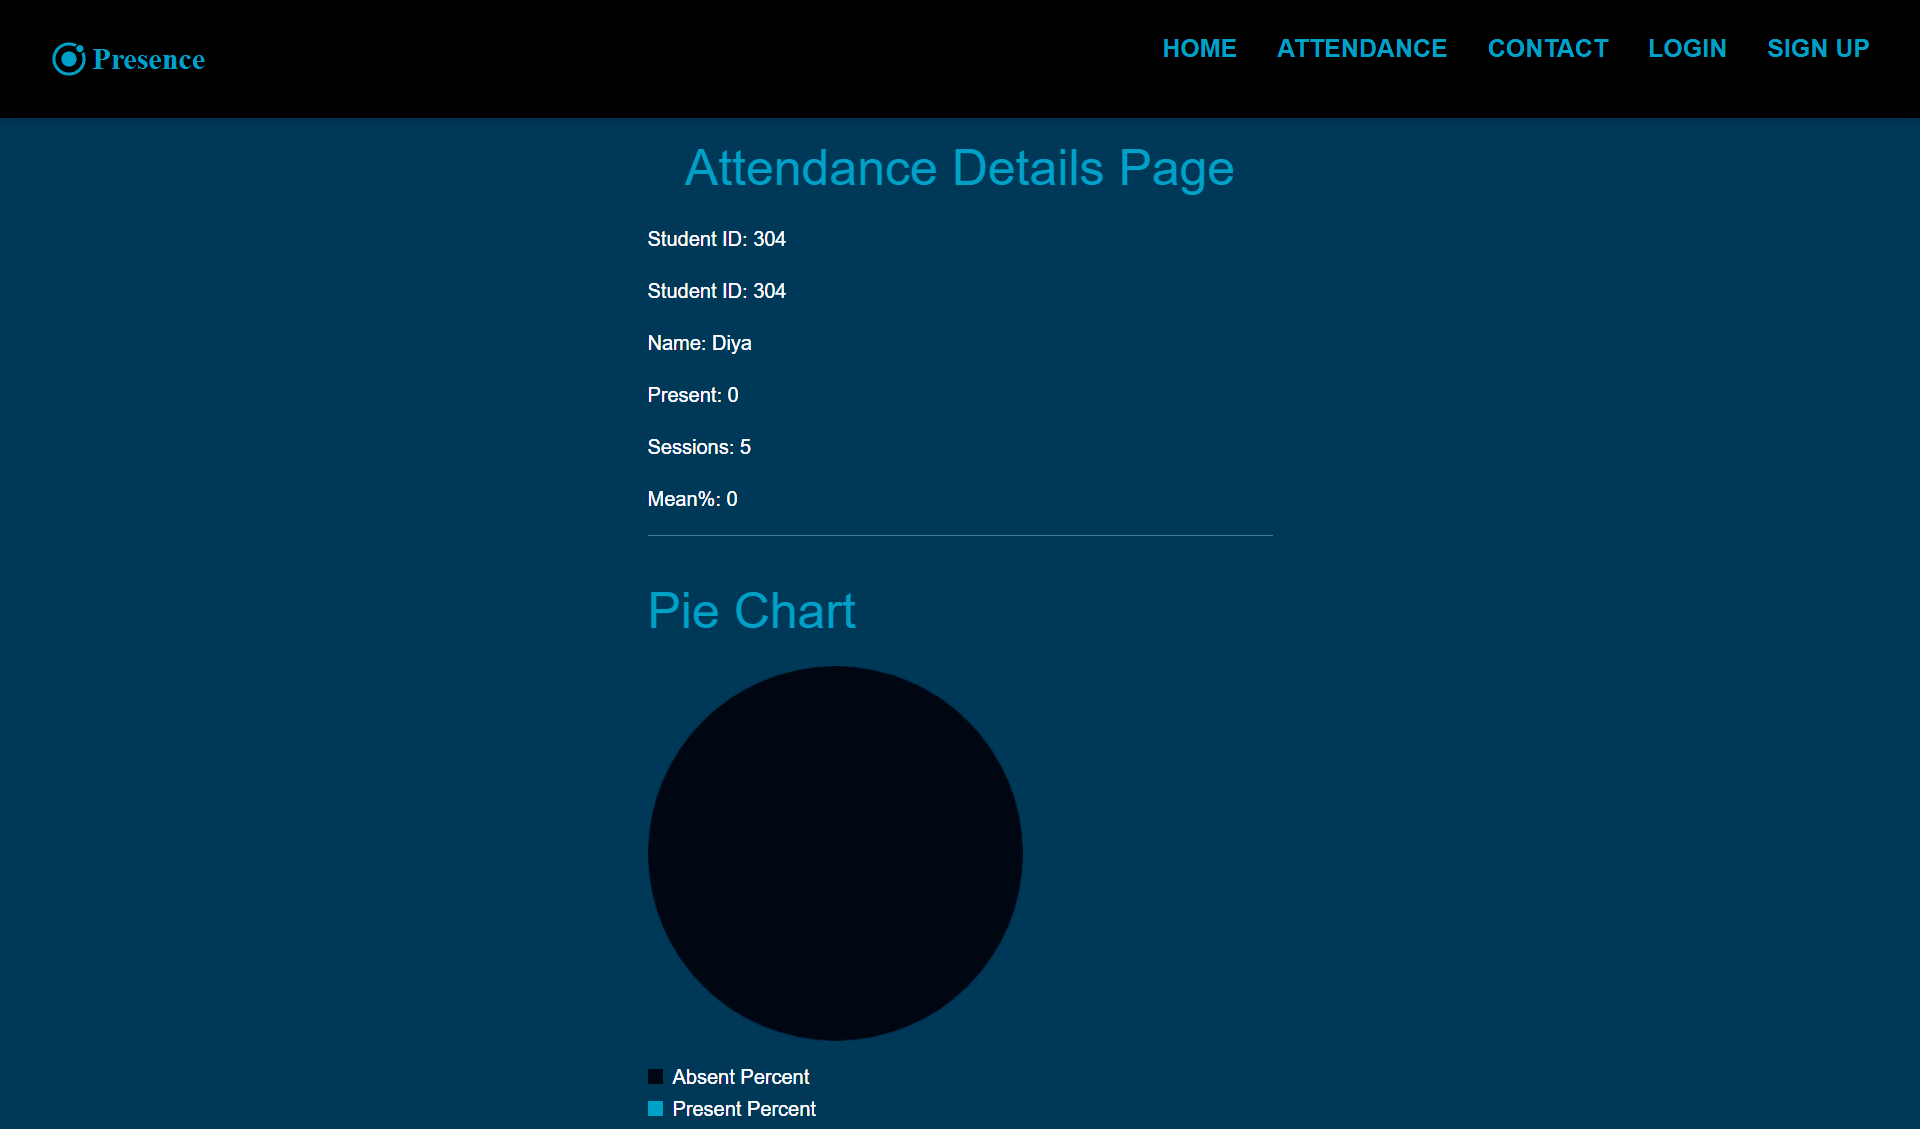 Presence
HOME ATTENDANCE CONTACT LOGIN SIGN UP
Attendance Details Page
Student ID: 304
Student ID: 304
Name: Diya
Present: 0
Sessions: 5
Mean%: 0
Pie Chart
Absent Percent
Present Percent